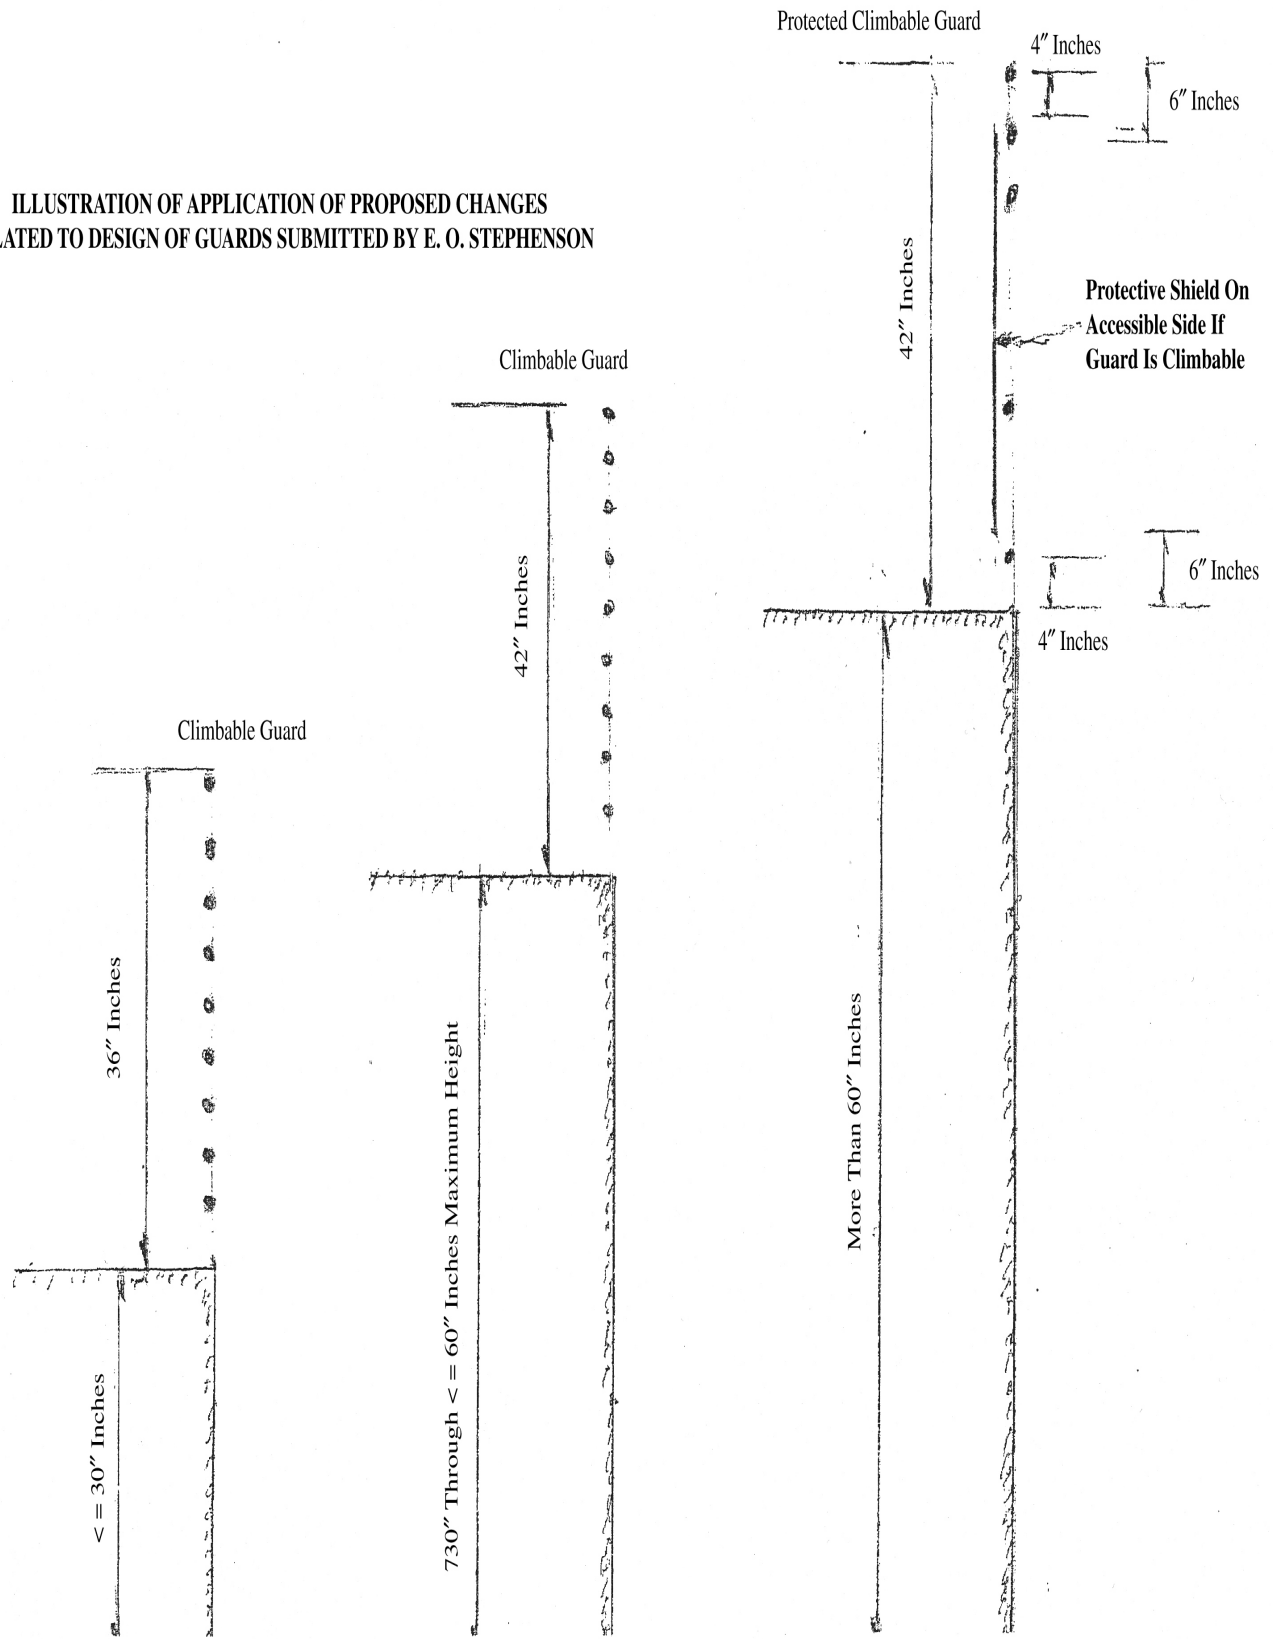 Protected Climbable Guard
4″ Inches
6″ Inches
ILLUSTRATION OF APPLICATION OF PROPOSED CHANGES
LATED TO DESIGN OF GUARDS SUBMITTED BY E. O. STEPHENSON
42″ Inches
Protective Shield On
Accessible Side If
Guard Is Climbable
Climbable Guard
42″ Inches
6″ Inches
4″ Inches
Climbable Guard
36″ Inches
730″ Through < = 60″ Inches Maximum Height
More Than 60″ Inches
< = 30″ Inches